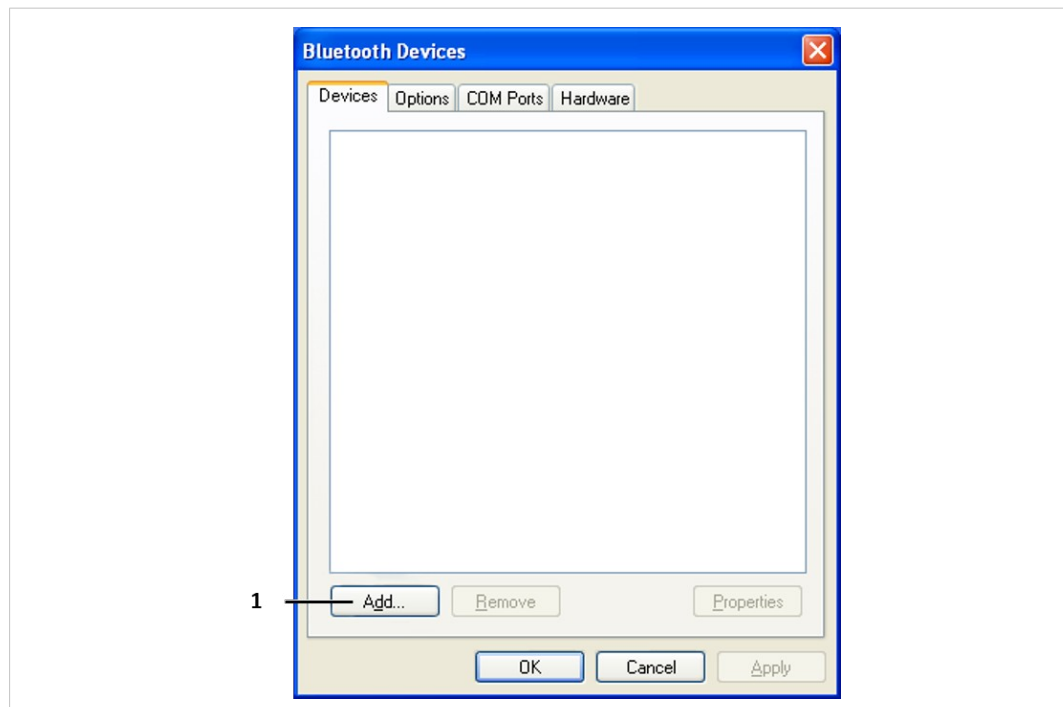 Bluetooth Devices
Devices Options COM Ports Hardware
1 Add... Remove Properties
OK Cancel Apply